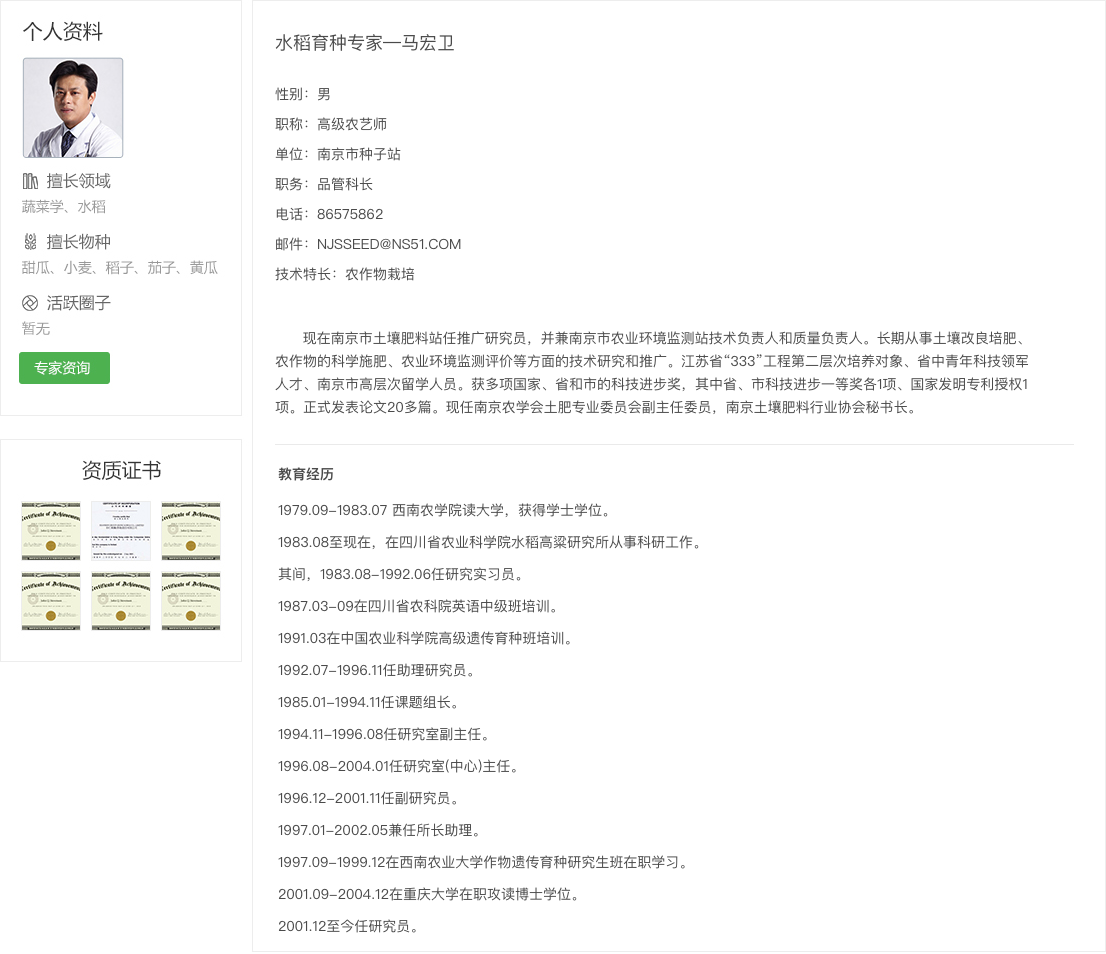 个人资料
擅长领域
蔬菜学、水稻
擅长物种
甜瓜、小麦、稻子、茄子、黄瓜
活跃圈子
暂无
专家资询
资质证书
水稻育种专家—马宏卫
性别：男
职称：高级农艺师
单位：南京市种子站
职务：品管科长
电话：86575862
邮件：NJSSEED@NS51.COM
技术特长：农作物栽培
现在南京市土壤肥料站任推广研究员，并兼南京市农业环境监测站技术负责人和质量负责人。长期从事土壤改良培肥、
农作物的科学施肥、农业环境监测评价等方面的技术研究和推广。江苏省“333”工程第二层次培养对象、省中青年科技领军
人才、南京市高层次留学人员。获多项国家、省和市的科技进步奖，其中省、市科技进步一等奖各1项、国家发明专利授权1
项。正式发表论文20多篇。现任南京农学会土肥专业委员会副主任委员，南京土壤肥料行业协会秘书长。
教育经历
1979.09-1983.07 西南农学院读大学，获得学士学位。
1983.08至现在，在四川省农业科学院水稻高粱研究所从事科研工作。
其间，1983.08-1992.06任研究实习员。
1987.03-09在四川省农科院英语中级班培训。
1991.03在中国农业科学院高级遗传育种班培训。
1992.07-1996.11任助理研究员。
1985.01-1994.11任课题组长。
1994.11-1996.08任研究室副主任。
1996.08-2004.01任研究室(中心)主任。
1996.12-2001.11任副研究员。
1997.01-2002.05兼任所长助理。
1997.09-1999.12在西南农业大学作物遗传育种研究生班在职学习。
2001.09-2004.12在重庆大学在职攻读博士学位。
2001.12至今任研究员。